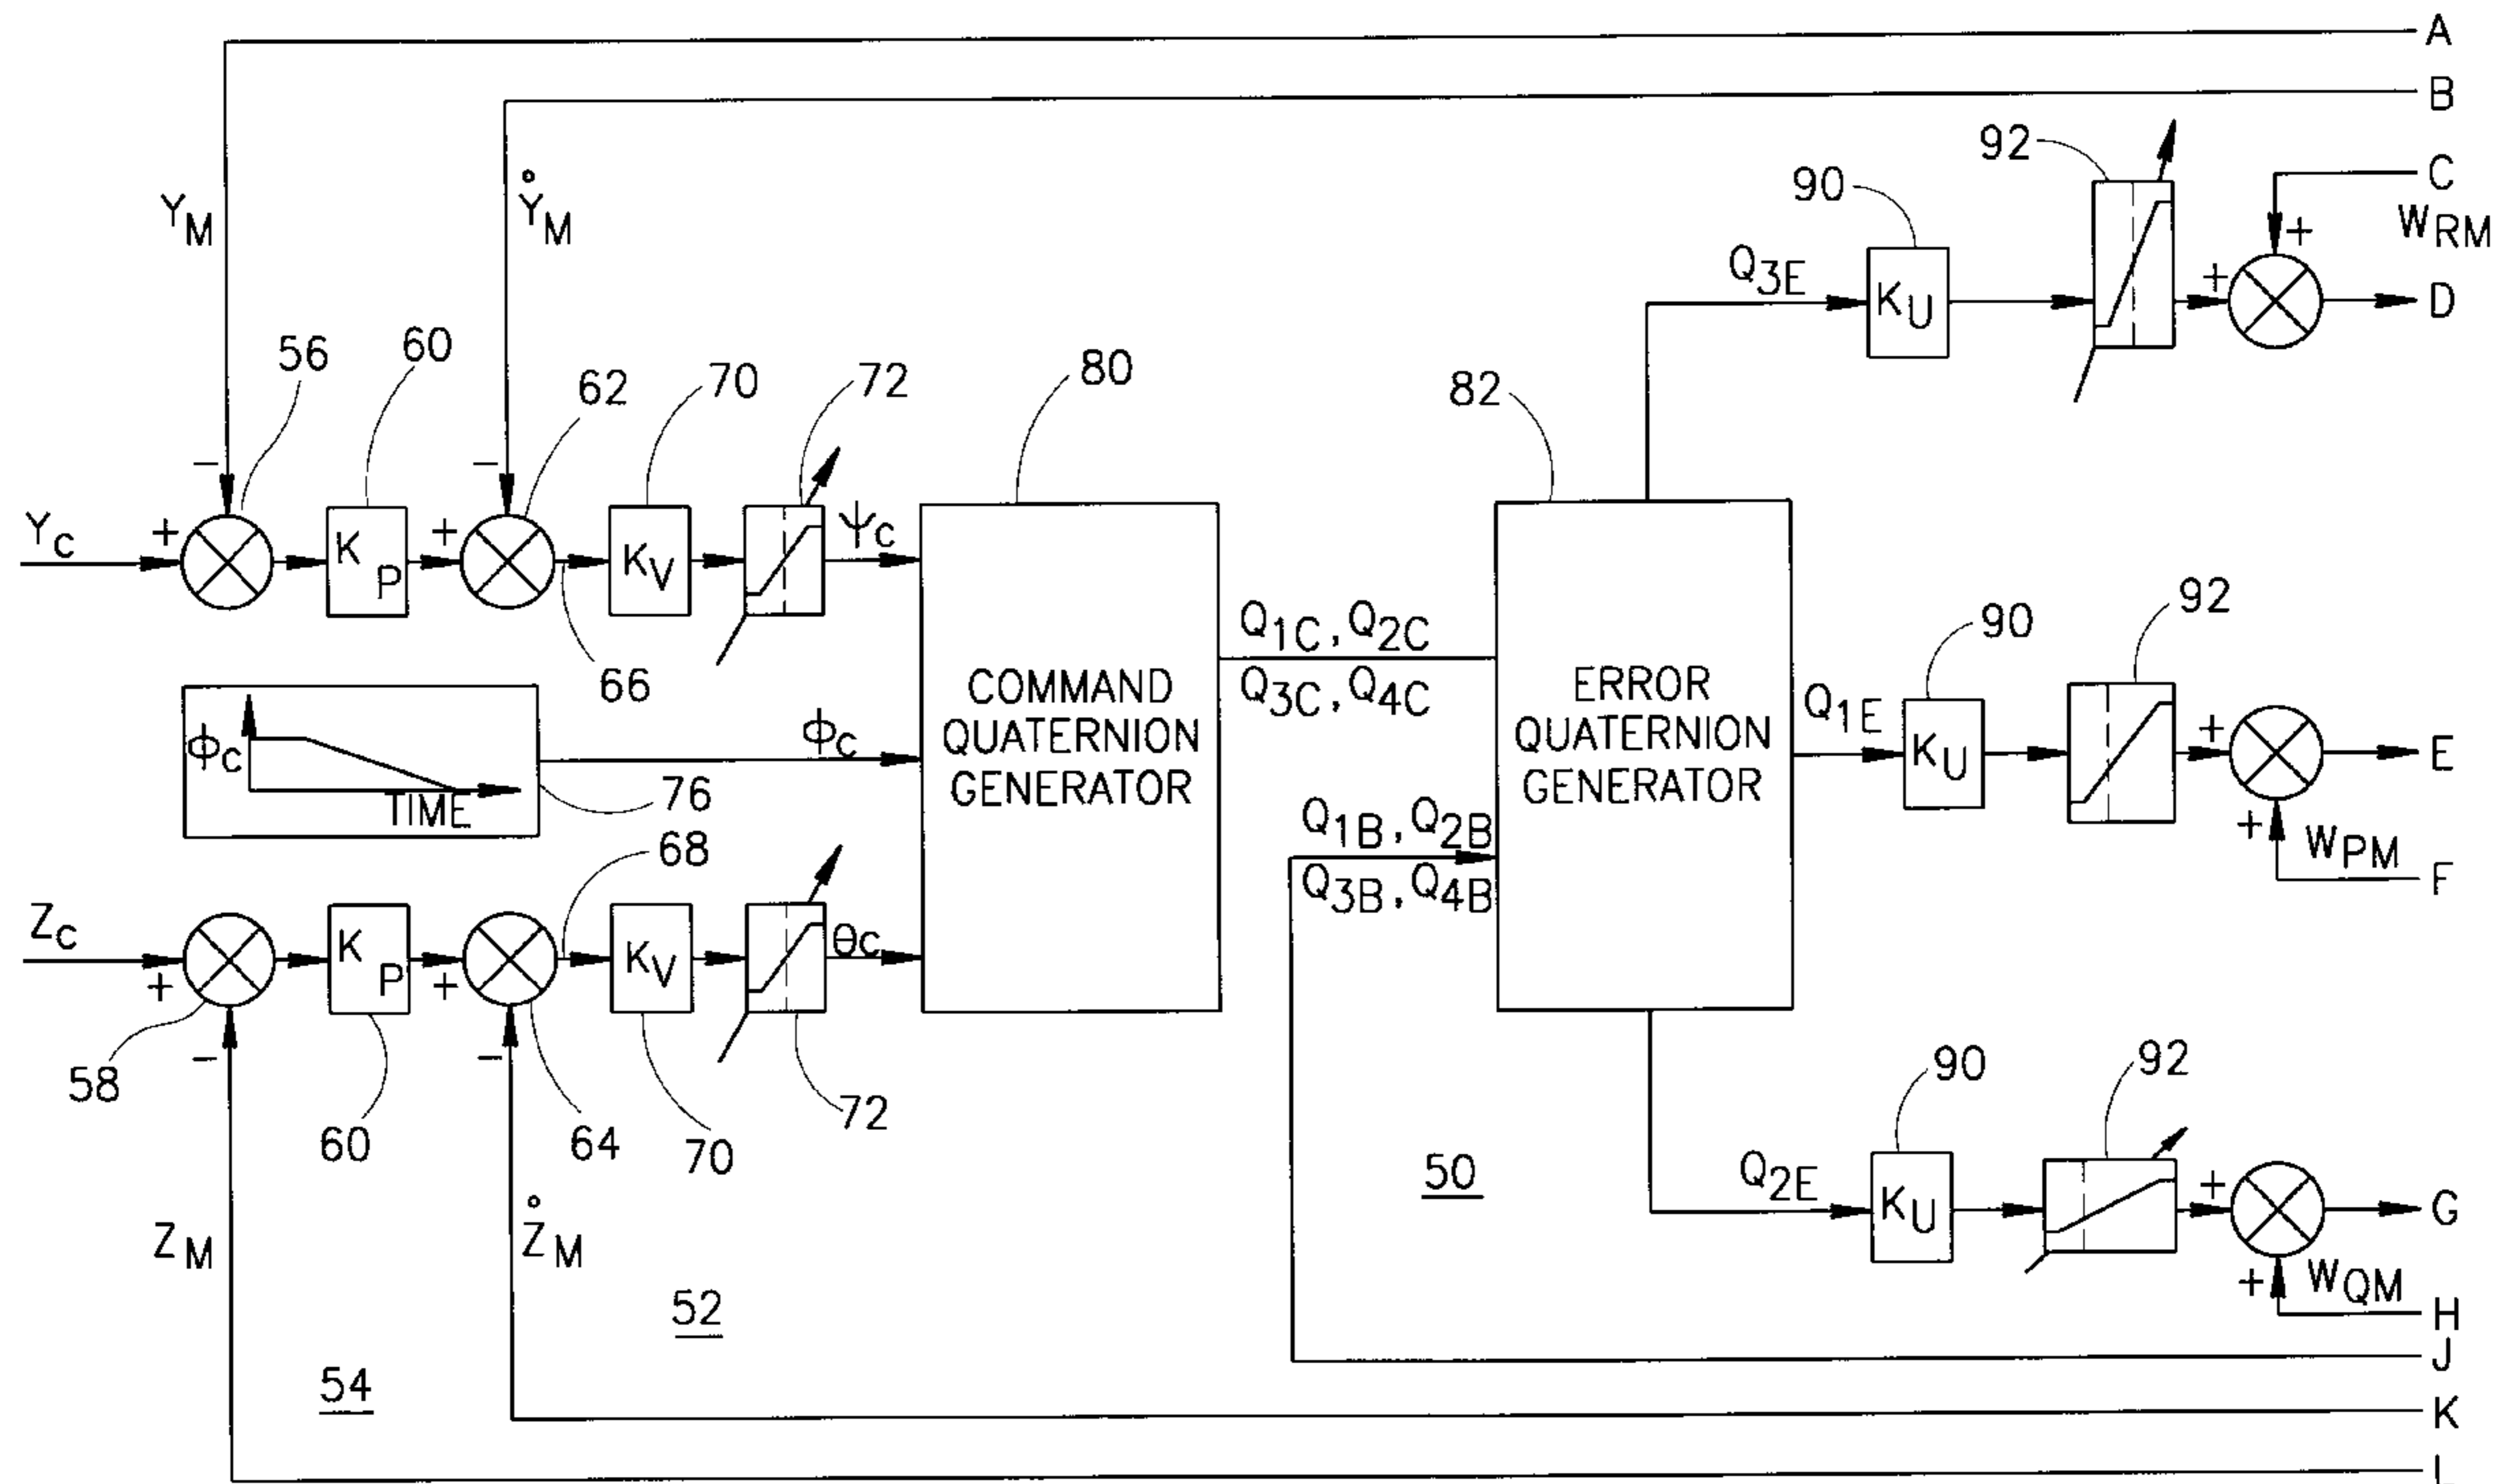 A
B
92
C
90
Y_M
Ẏ_M
W_RM
+
Q_3E
K_U
+
D
56
60
62
70
72
80
82
−
−
Y_C
+
K_P
+
K_V
ψ_C
92
90
Q_1C, Q_2C
66
Q_3C, Q_4C
COMMAND
QUATERNION
GENERATOR
ERROR
QUATERNION
GENERATOR
Q_1E
K_U
+
E
ϕ_C
TIME
ϕ_C
76
Q_1B, Q_2B
Q_3B, Q_4B
+
W_PM
F
68
Z_C
+
K_P
+
K_V
θ_C
58
−
−
60
64
70
72
90
92
50
Q_2E
K_U
+
G
Z_M
Ż_M
+
W_QM
52
H
J
54
K
L